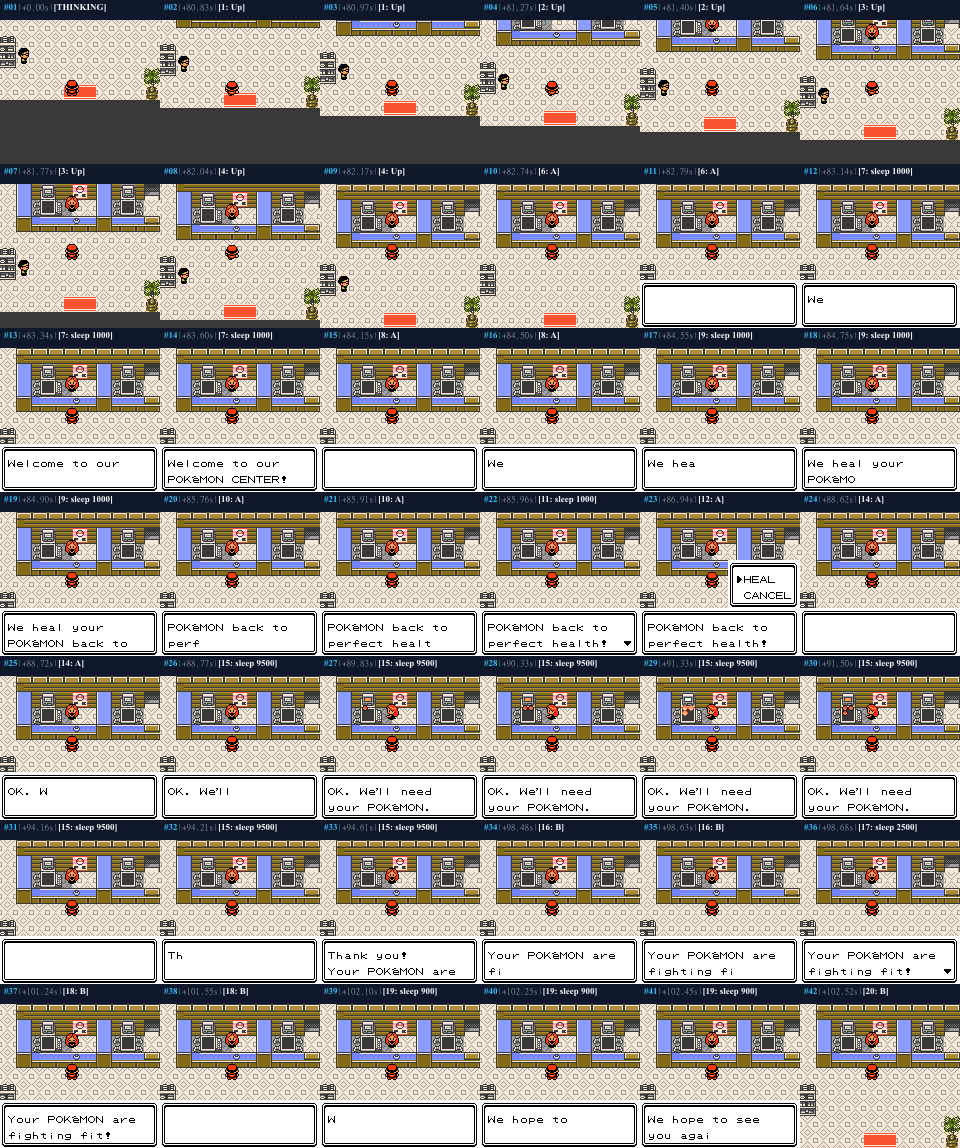 #01|+0.00s|[THINKING] #02|+80.83s|[1: Up] #03|+80.97s|[1: Up] #04|+81.27s|[2: Up] #05|+81.40s|[2: Up] #06|+81.64s|[3: Up]
#07|+81.77s|[3: Up] #08|+82.04s|[4: Up] #09|+82.17s|[4: Up] #10|+82.74s|[6: A] #11|+82.79s|[6: A] #12|+83.14s|[7: sleep 1000]
We
#13|+83.34s|[7: sleep 1000] #14|+83.60s|[7: sleep 1000] #15|+84.15s|[8: A] #16|+84.50s|[8: A] #17|+84.55s|[9: sleep 1000] #18|+84.75s|[9: sleep 1000]
Welcome to our
Welcome to our
POKéMON CENTER!
We
We hea
We heal your
POKéMO
#19|+84.90s|[9: sleep 1000] #20|+85.76s|[10: A] #21|+85.91s|[10: A] #22|+85.96s|[11: sleep 1000] #23|+86.94s|[12: A] #24|+88.62s|[14: A]
We heal your
POKéMON back to
POKéMON back to
perf
POKéMON back to
perfect healt
POKéMON back to
perfect health!
HEAL
CANCEL
POKéMON back to
perfect health!
#25|+88.72s|[14: A] #26|+88.77s|[15: sleep 9500] #27|+89.83s|[15: sleep 9500] #28|+90.33s|[15: sleep 9500] #29|+91.33s|[15: sleep 9500] #30|+91.50s|[15: sleep 9500]
OK. W
OK. We'll
OK. We'll need
your POKéMON.
OK. We'll need
your POKéMON.
OK. We'll need
your POKéMON.
OK. We'll need
your POKéMON.
#31|+94.16s|[15: sleep 9500] #32|+94.21s|[15: sleep 9500] #33|+94.61s|[15: sleep 9500] #34|+98.48s|[16: B] #35|+98.63s|[16: B] #36|+98.68s|[17: sleep 2500]
Th
Thank you!
Your POKéMON are
Your POKéMON are
fi
Your POKéMON are
fighting fi
Your POKéMON are
fighting fit!
#37|+101.24s|[18: B] #38|+101.55s|[18: B] #39|+102.10s|[19: sleep 900] #40|+102.25s|[19: sleep 900] #41|+102.45s|[19: sleep 900] #42|+102.52s|[20: B]
Your POKéMON are
fighting fit!
W
We hope to
We hope to see
you agai